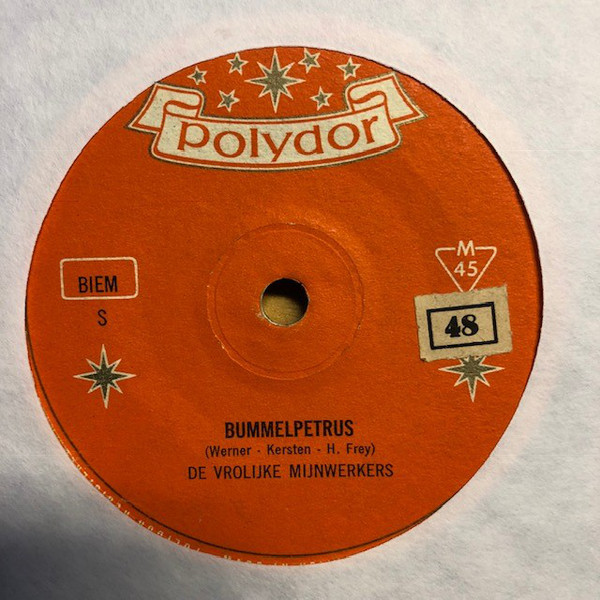 polydor
BIEM
S
M
45
48
BUMMELPETRUS
(Werner - Kersten - H. Frey)
DE VROLIJKE MIJNWERKERS